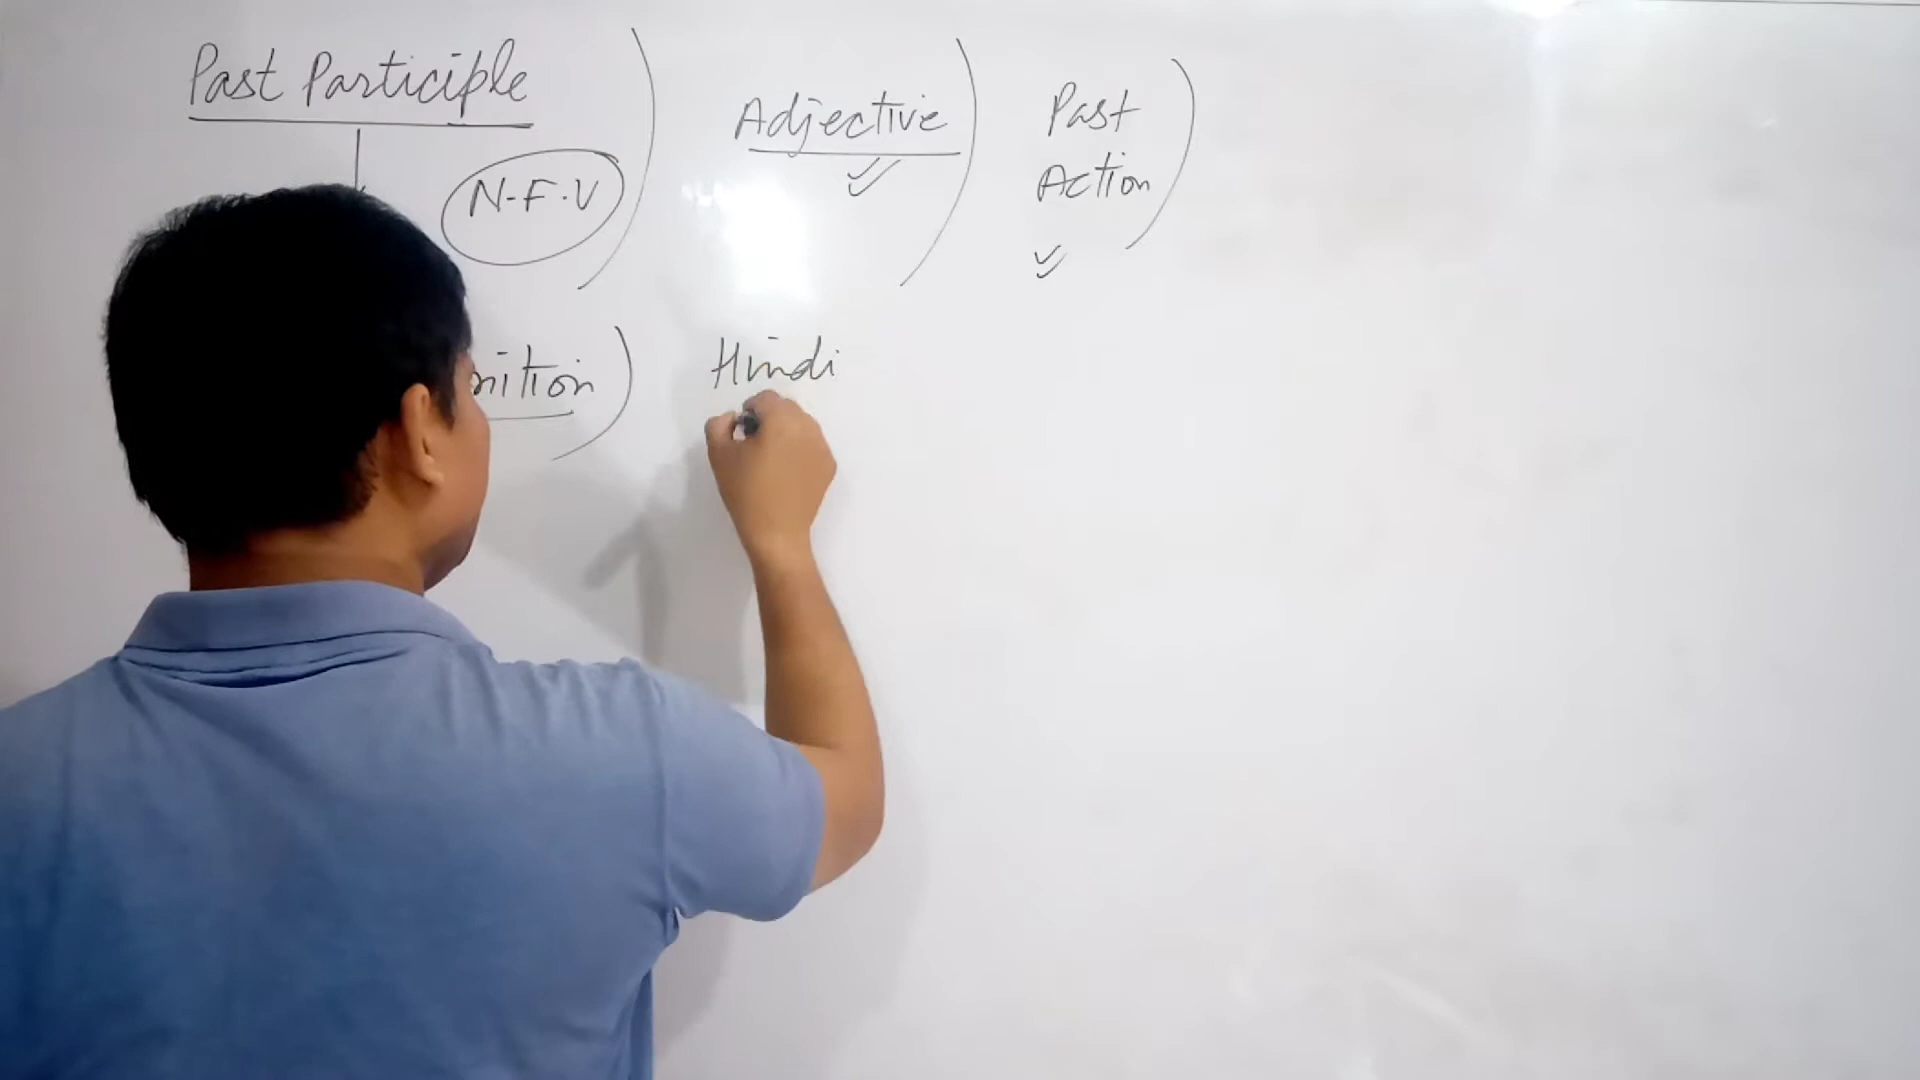 Past Participle
N-F.V
Adjective
Past
Action
nition
Hindi